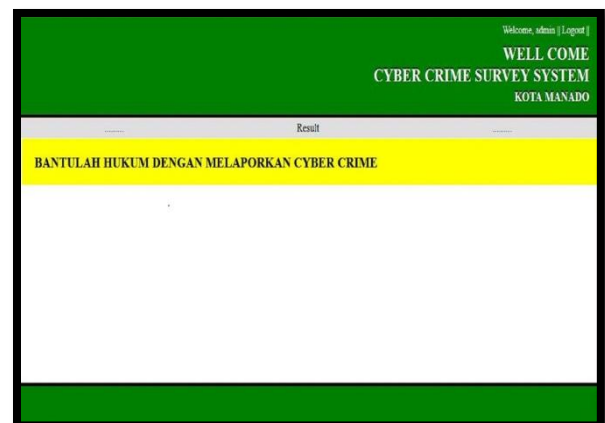 Welcome, admin || Logout ||
WELL COME
CYBER CRIME SURVEY SYSTEM
KOTA MANADO
.......... Result ..........
BANTULAH HUKUM DENGAN MELAPORKAN CYBER CRIME